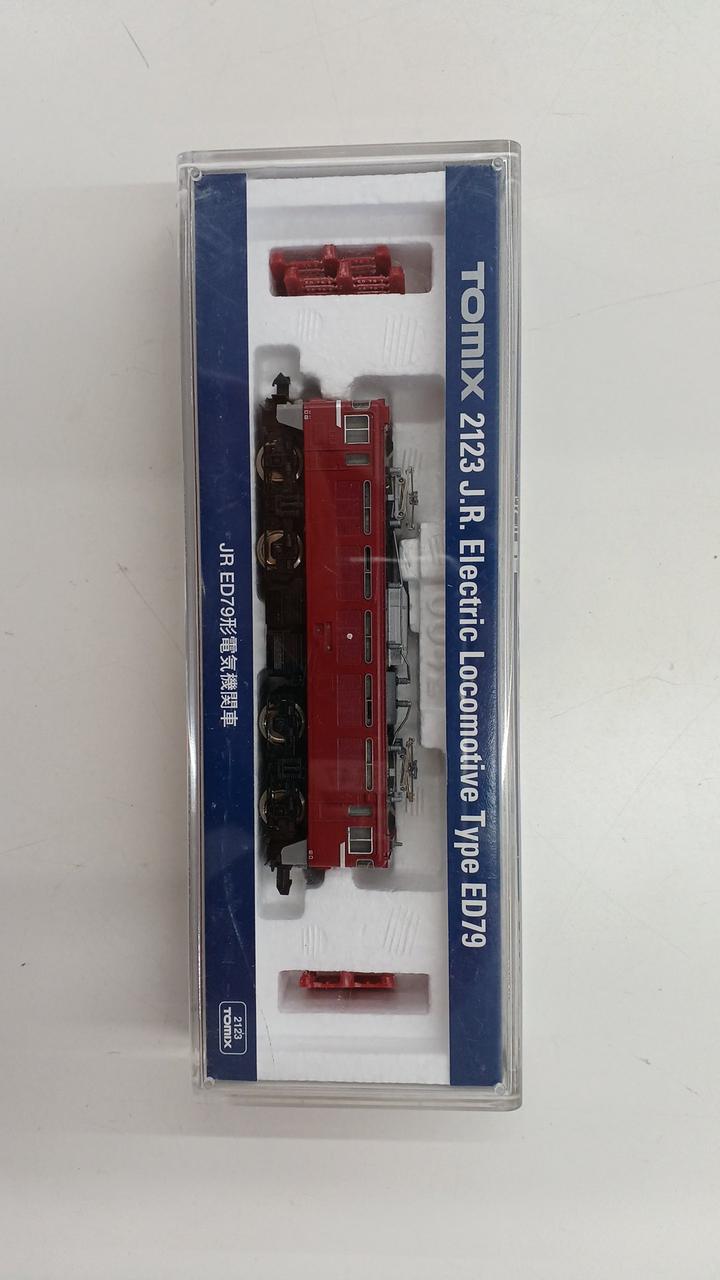 TOMIX 2123 J.R. Electric Locomotive Type ED79
JR ED79形電気機関車
2123
TOMIX